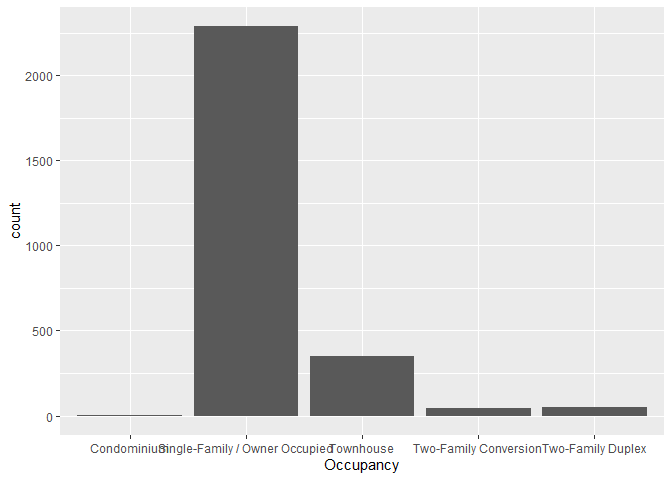 2000
1500
1000
500
0
count
Condominium Single-Family / Owner Occupied Townhouse Two-Family Conversion Two-Family Duplex
Occupancy